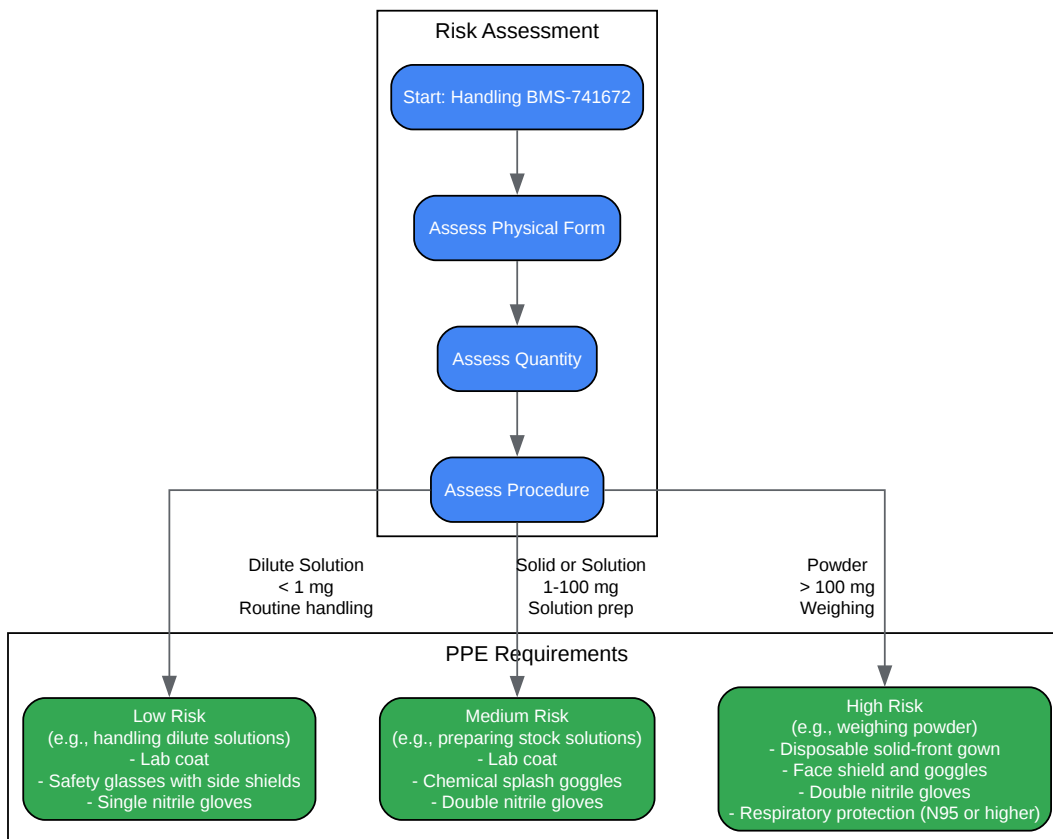 Risk Assessment
Start: Handling BMS-741672
Assess Physical Form
Assess Quantity
Assess Procedure
Dilute Solution
< 1 mg
Routine handling
Solid or Solution
1-100 mg
Solution prep
Powder
> 100 mg
Weighing
PPE Requirements
Low Risk
(e.g., handling dilute solutions)
- Lab coat
- Safety glasses with side shields
- Single nitrile gloves
Medium Risk
(e.g., preparing stock solutions)
- Lab coat
- Chemical splash goggles
- Double nitrile gloves
High Risk
(e.g., weighing powder)
- Disposable solid-front gown
- Face shield and goggles
- Double nitrile gloves
- Respiratory protection (N95 or higher)